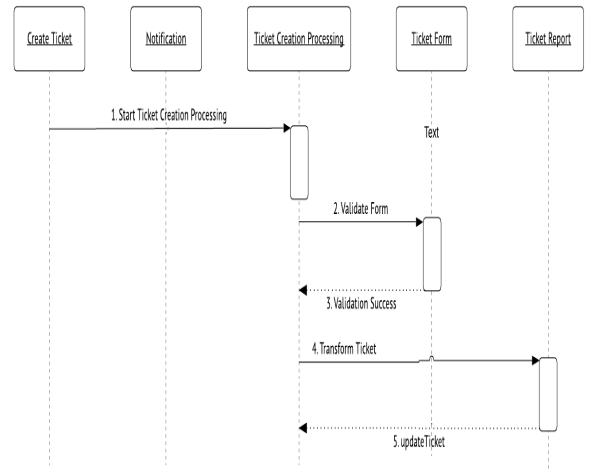 Create Ticket
Notification
Ticket Creation Processing
Ticket Form
Ticket Report
1. Start Ticket Creation Processing
Text
2. Validate Form
3. Validation Success
4. Transform Ticket
5. updateTicket